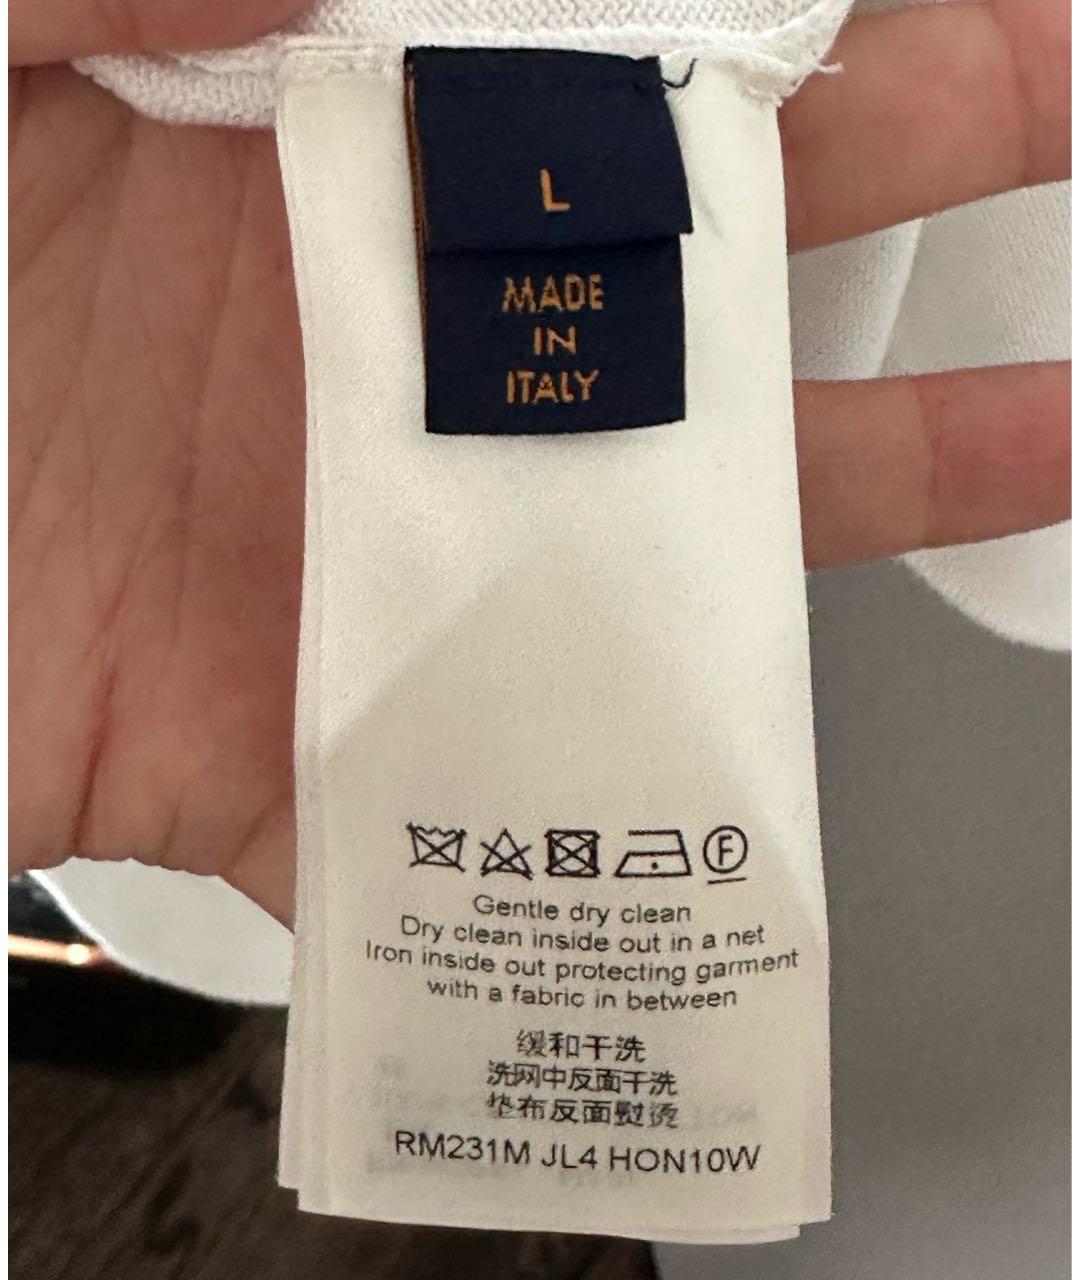 L
MADE
IN
ITALY
F
Gentle dry clean
Dry clean inside out in a net
Iron inside out protecting garment
with a fabric in between
缓和干洗
洗网中反面干洗
垫布反面熨烫
RM231M JL4 HON10W